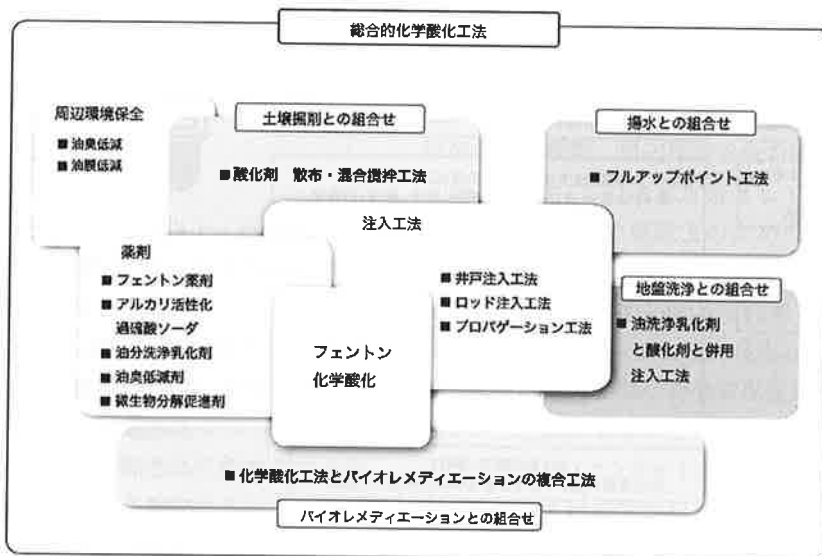 総合的化学酸化工法
周辺環境保全
■ 油臭低減
■ 油膜低減
土壌掘削との組合せ
■ 酸化剤　散布・混合攪拌工法
揚水との組合せ
■ フルアップポイント工法
注入工法
■ 井戸注入工法
■ ロッド注入工法
■ プロパゲーション工法
薬剤
■ フェントン薬剤
■ アルカリ活性化
過硫酸ソーダ
■ 油分洗浄乳化剤
■ 油臭低減剤
■ 微生物分解促進剤
フェントン
化学酸化
地盤洗浄との組合せ
■ 油洗浄乳化剤
と酸化剤と併用
注入工法
■ 化学酸化工法とバイオレメディエーションの複合工法
バイオレメディエーションとの組合せ